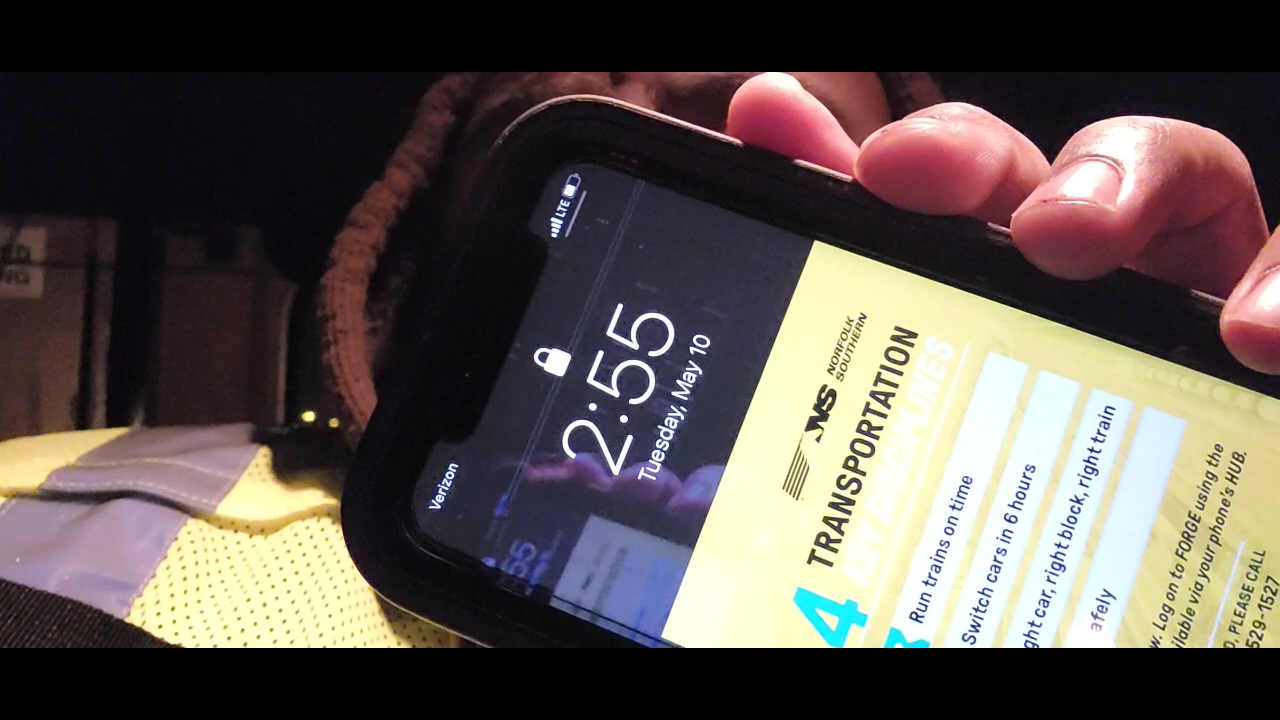 Verizon
LTE
2:55
Tuesday, May 10
NS
NORFOLK
SOUTHERN
4
TRANSPORTATION
KEY DISCIPLINES
Run trains on time
Switch cars in 6 hours
ght car, right block, right train
afely
w. Log on to FORGE using the
ilable via your phone's HUB.
D, PLEASE CALL
529-1527